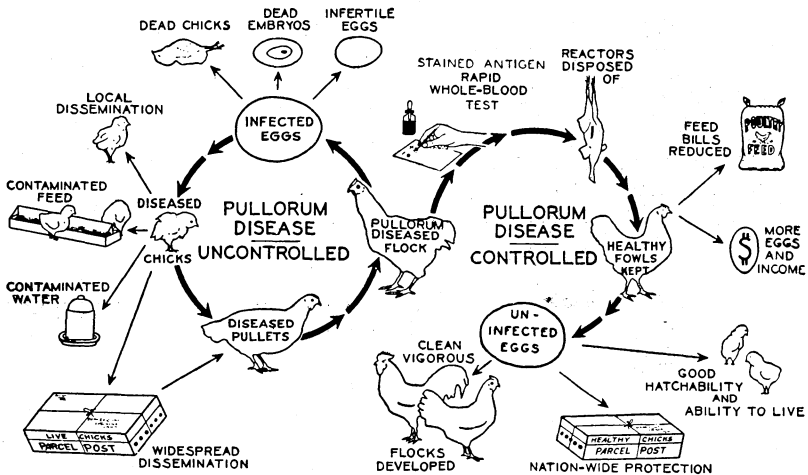 DEAD CHICKS
DEAD
EMBRYOS
INFERTILE
EGGS
LOCAL
DISSEMINATION
INFECTED
EGGS
STAINED ANTIGEN
RAPID
WHOLE-BLOOD
TEST
REACTORS
DISPOSED
OF
FEED
BILLS
REDUCED
POULTRY
FEED
CONTAMINATED
FEED
DISEASED
CHICKS
PULLORUM
DISEASE
UNCONTROLLED
PULLORUM
DISEASED
FLOCK
PULLORUM
DISEASE
CONTROLLED
HEALTHY
FOWLS
KEPT
$
MORE
EGGS
AND
INCOME
CONTAMINATED
WATER
DISEASED
PULLETS
UN-
INFECTED
EGGS
CLEAN
VIGOROUS
FLOCKS
DEVELOPED
GOOD
HATCHABILITY
AND
ABILITY TO LIVE
LIVE CHICKS
PARCEL POST
WIDESPREAD
DISSEMINATION
HEALTHY CHICKS
PARCEL POST
NATION-WIDE PROTECTION